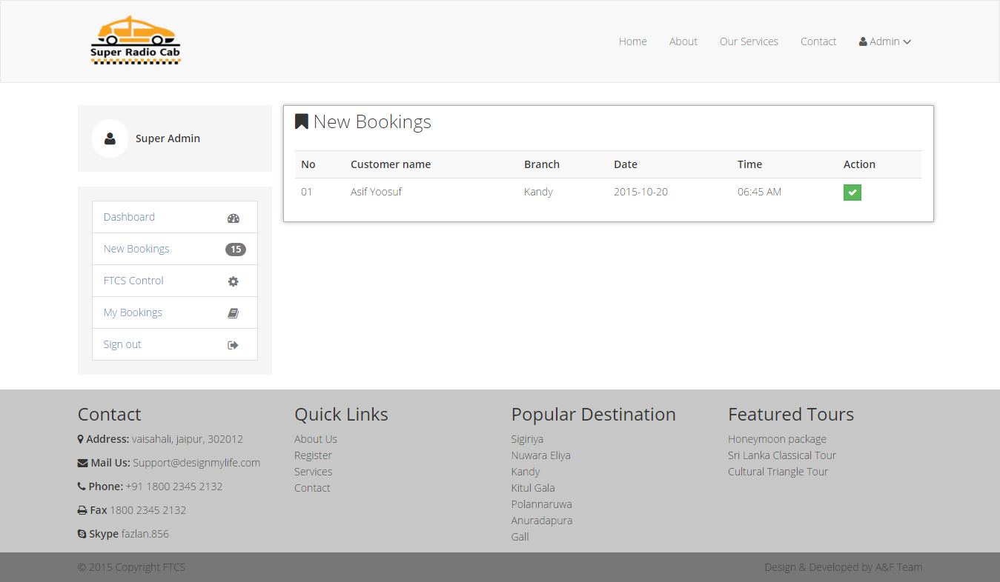 Super Radio Cab
Home About Our Services Contact Admin
Super Admin
Dashboard
New Bookings 15
FTCS Control
My Bookings
Sign out
New Bookings
No Customer name Branch Date Time Action
01 Asif Yoosuf Kandy 2015-10-20 06:45 AM
Contact
Address: vaisahali, jaipur, 302012
Mail Us: Support@designmylife.com
Phone: +91 1800 2345 2132
Fax 1800 2345 2132
Skype fazlan.856
Quick Links
About Us
Register
Services
Contact
Popular Destination
Sigiriya
Nuwara Eliya
Kandy
Kitul Gala
Polannaruwa
Anuradapura
Gall
Featured Tours
Honeymoon package
Sri Lanka Classical Tour
Cultural Triangle Tour
© 2015 Copyright FTCS
Design & Developed by A&F Team